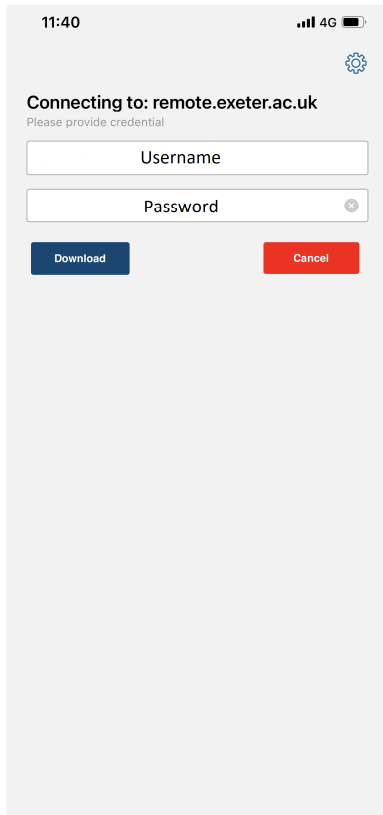 11:40 4G
Connecting to: remote.exeter.ac.uk
Please provide credential
Username
Password
Download Cancel